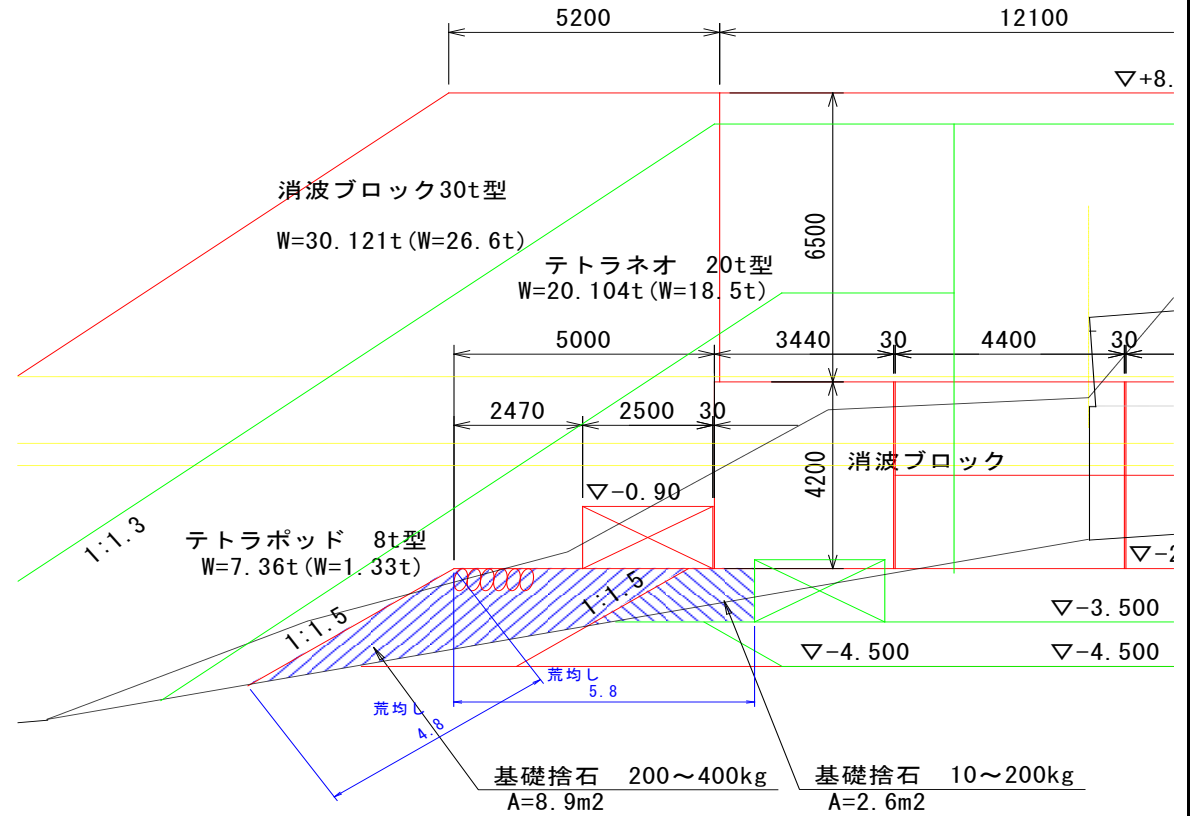 5200
12100
▽+8.
消波ブロック30t型
W=30.121t(W=26.6t)
6500
テトラネオ 20t型
W=20.104t(W=18.5t)
5000
3440
30
4400
30
2470
2500
30
4200
消波ブロック
▽-0.90
1:1.3
テトラポッド 8t型
W=7.36t(W=1.33t)
▽-2
1:1.5
1:1.5
▽-3.500
▽-4.500
▽-4.500
荒均し
5.8
荒均し
4.8
基礎捨石 200～400kg
A=8.9m2
基礎捨石 10～200kg
A=2.6m2